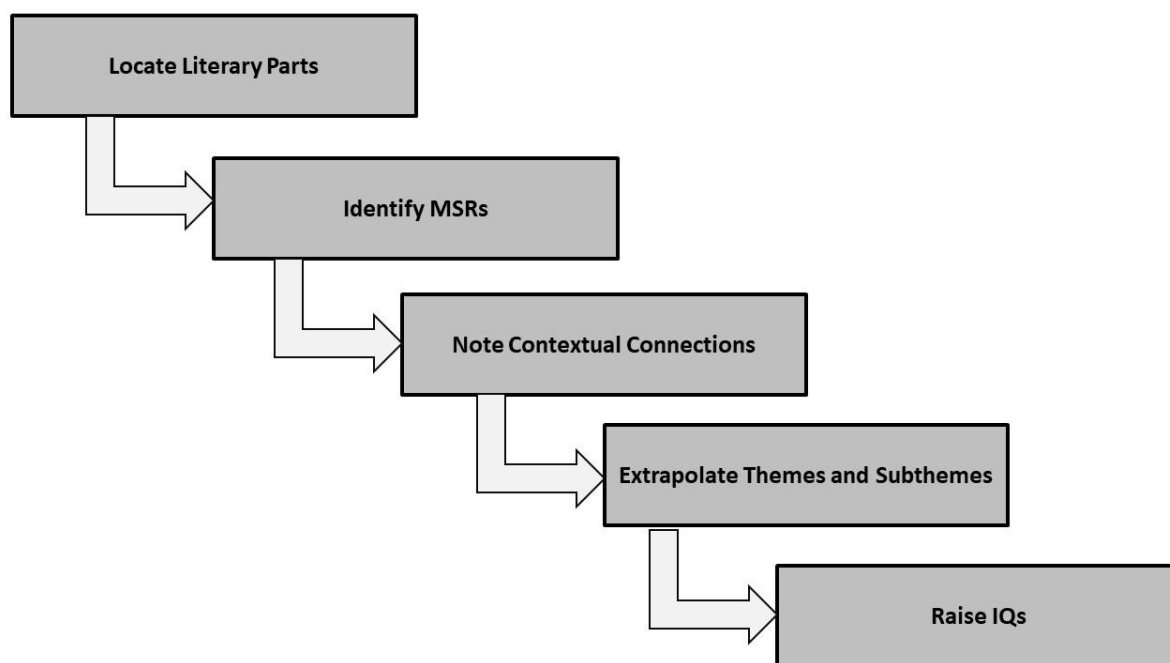 Locate Literary Parts
Identify MSRs
Note Contextual Connections
Extrapolate Themes and Subthemes
Raise IQs